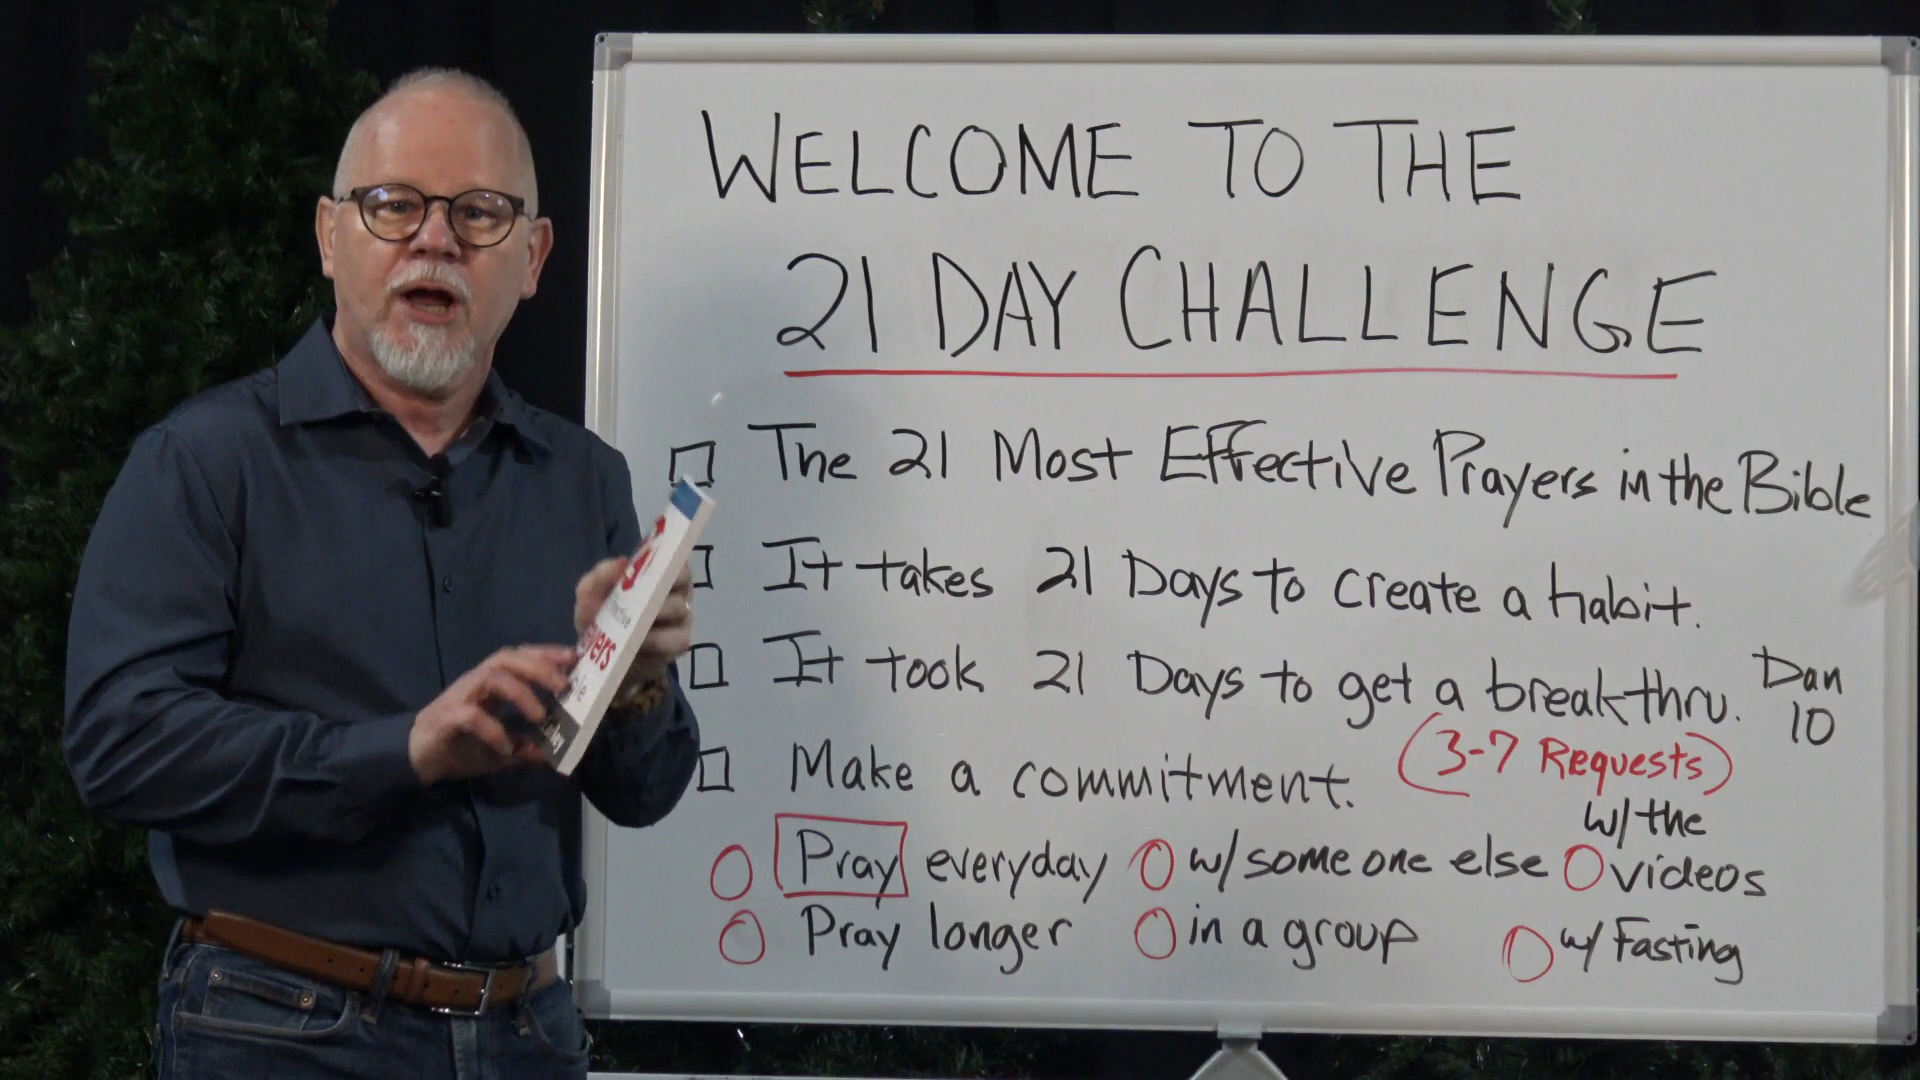 WELCOME TO THE
21 DAY CHALLENGE
The 21 Most Effective Prayers in the Bible
It takes 21 Days to create a habit.
It took 21 Days to get a breakthru. Dan 10
Make a commitment. (3-7 Requests)
Pray everyday w/ someone else w/ the videos
Pray longer in a group w/ Fasting